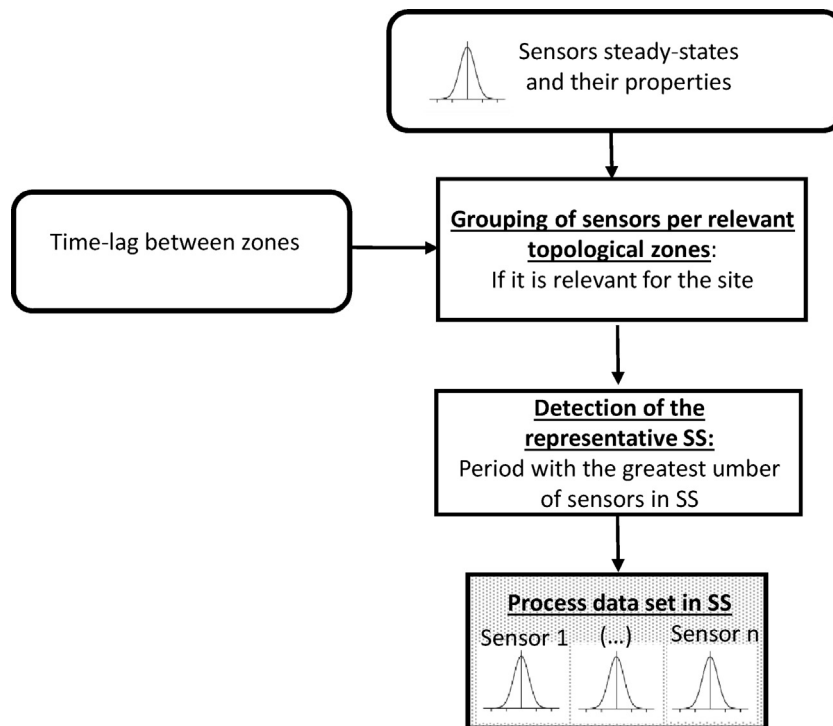 Sensors steady-states
and their properties
Time-lag between zones
Grouping of sensors per relevant
topological zones:
If it is relevant for the site
Detection of the
representative SS:
Period with the greatest umber
of sensors in SS
Process data set in SS
Sensor 1 (...) Sensor n